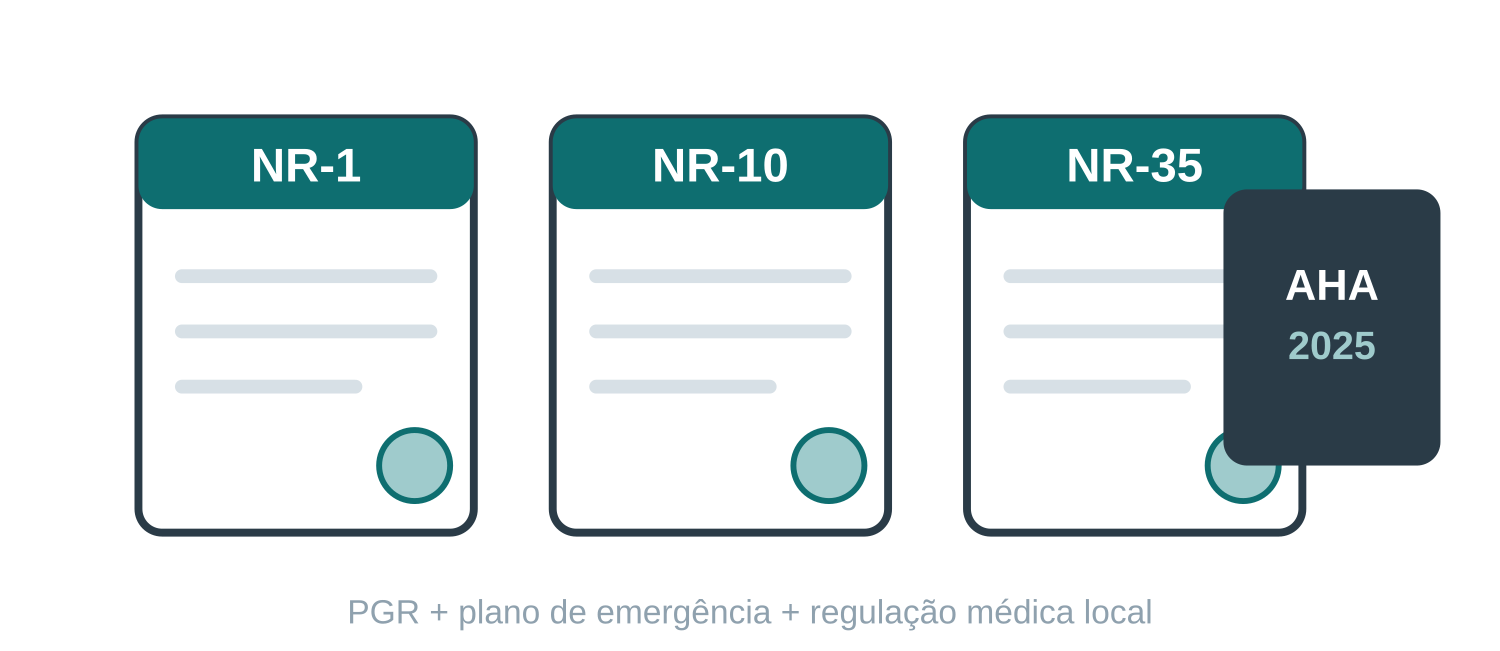 NR-1
NR-10
NR-35
AHA
2025
PGR + plano de emergência + regulação médica local